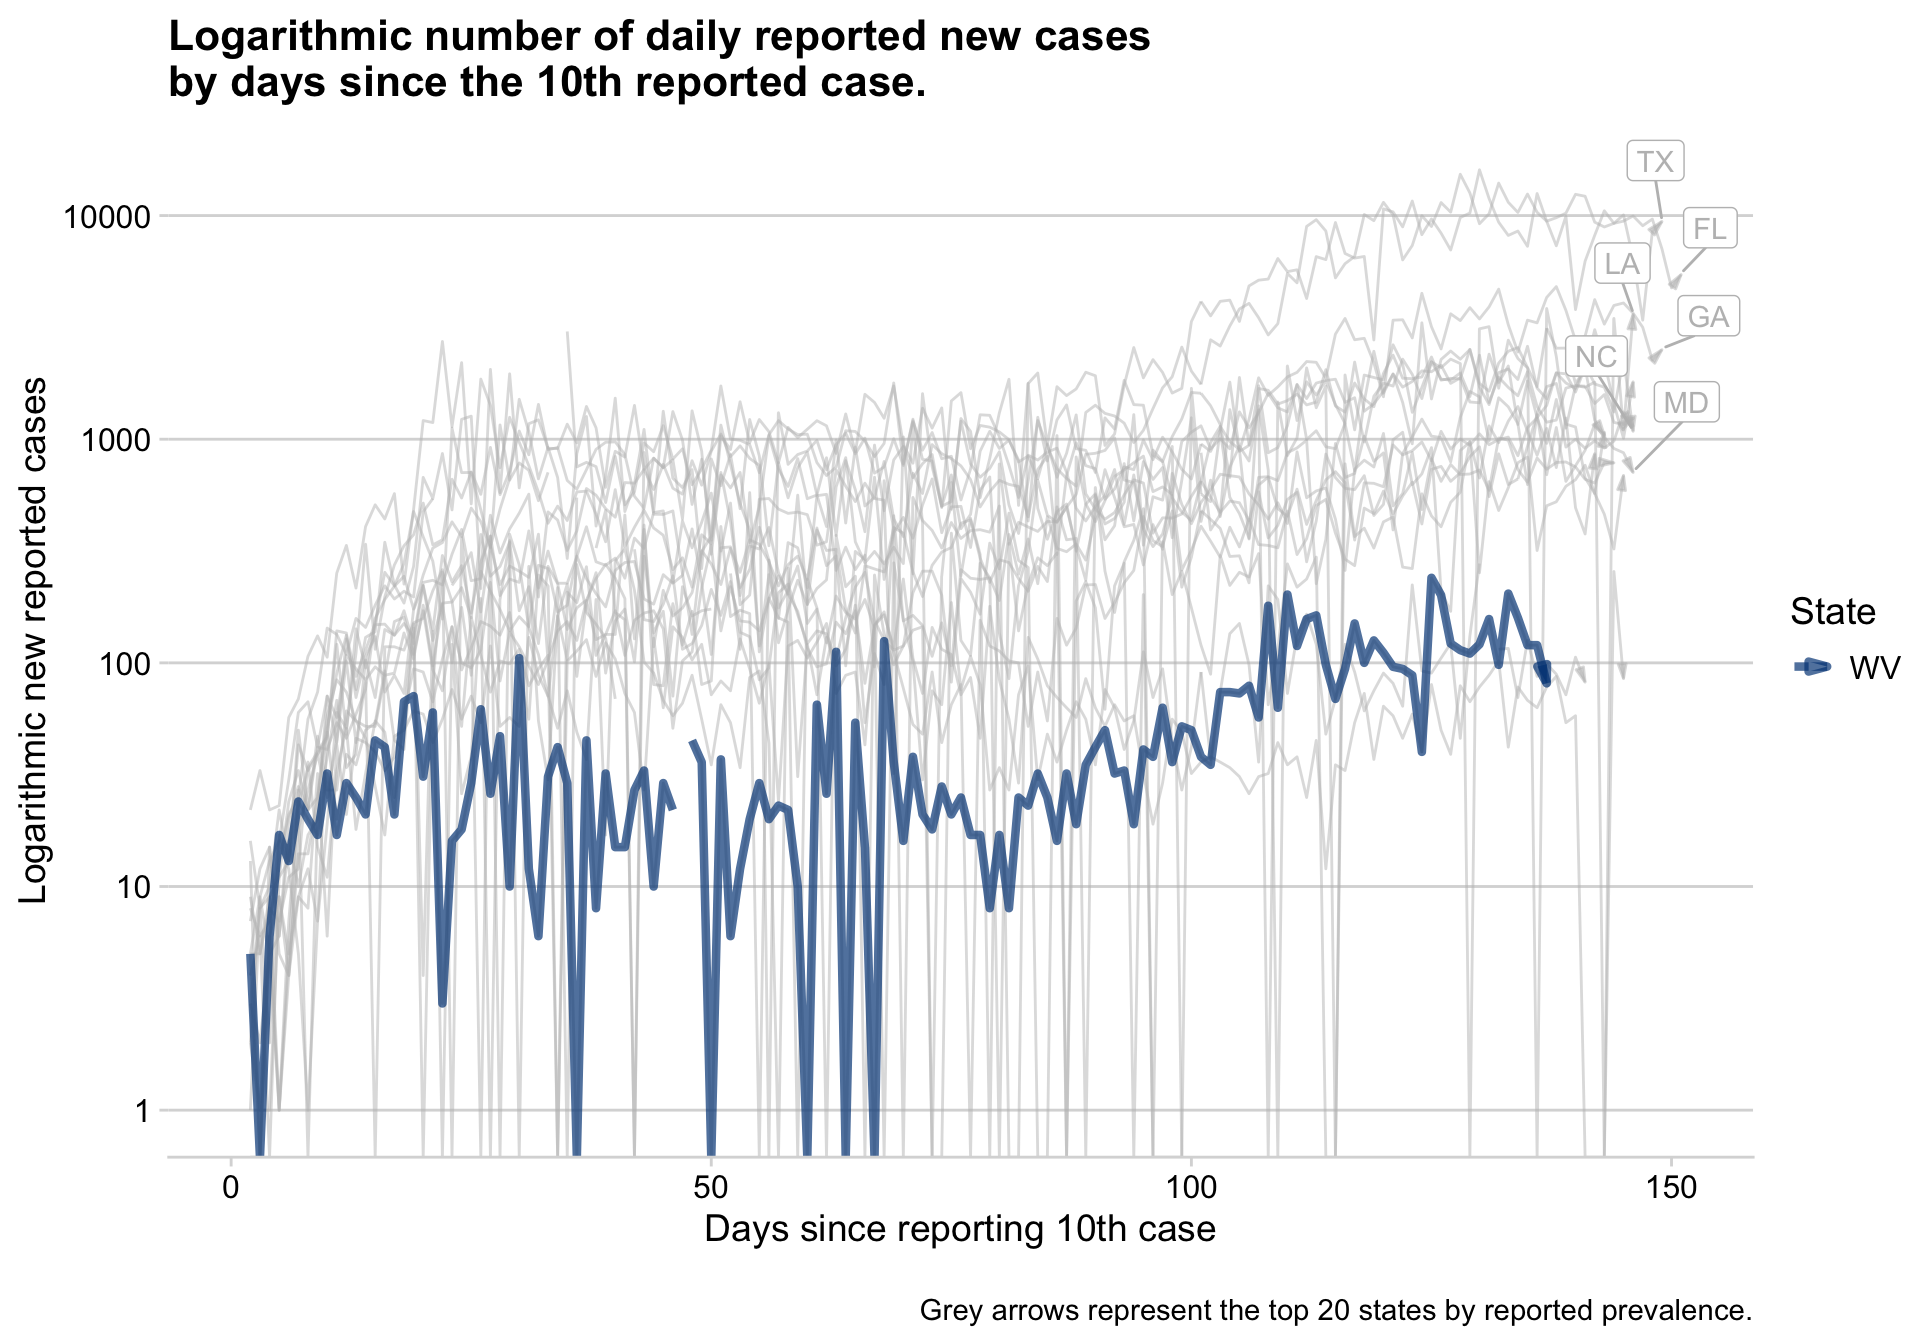 Logarithmic number of daily reported new cases
by days since the 10th reported case.
TX
10000
FL
LA
GA
NC
MD
1000
Logarithmic new reported cases
State
WV
100
10
1
0
50
100
150
Days since reporting 10th case
Grey arrows represent the top 20 states by reported prevalence.